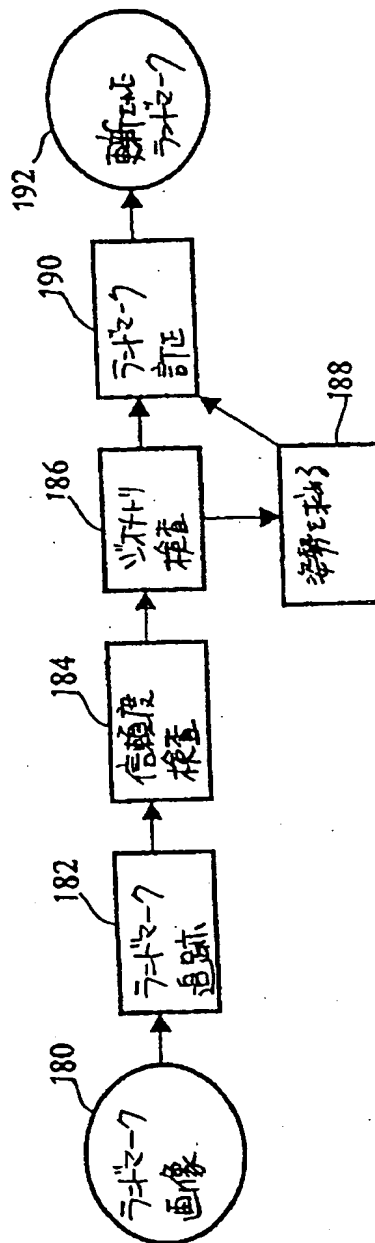 180
ランドマーク
画像
182
ランドマーク
追跡
184
信頼度
検査
186
ジオメトリ
検査
188
姿勢を求める
190
ランドマーク
訂正
192
更新された
ランドマーク